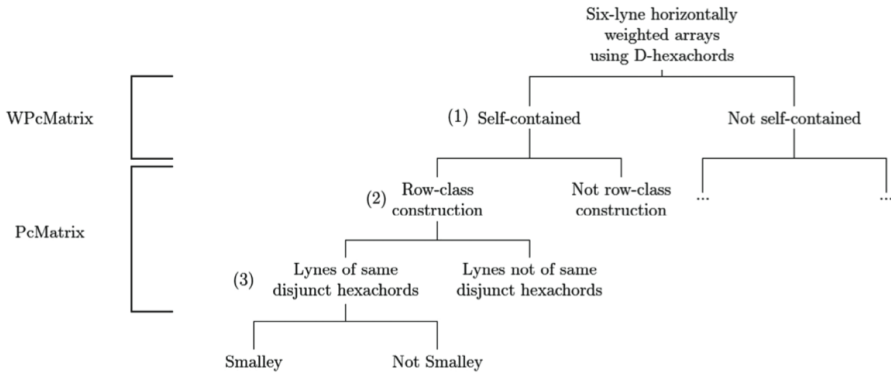 Six-lyne horizontally
weighted arrays
using D-hexachords
WPcMatrix
(1) Self-contained
Not self-contained
(2) Row-class
construction
Not row-class
construction
...
...
PcMatrix
(3) Lynes of same
disjunct hexachords
Lynes not of same
disjunct hexachords
Smalley
Not Smalley